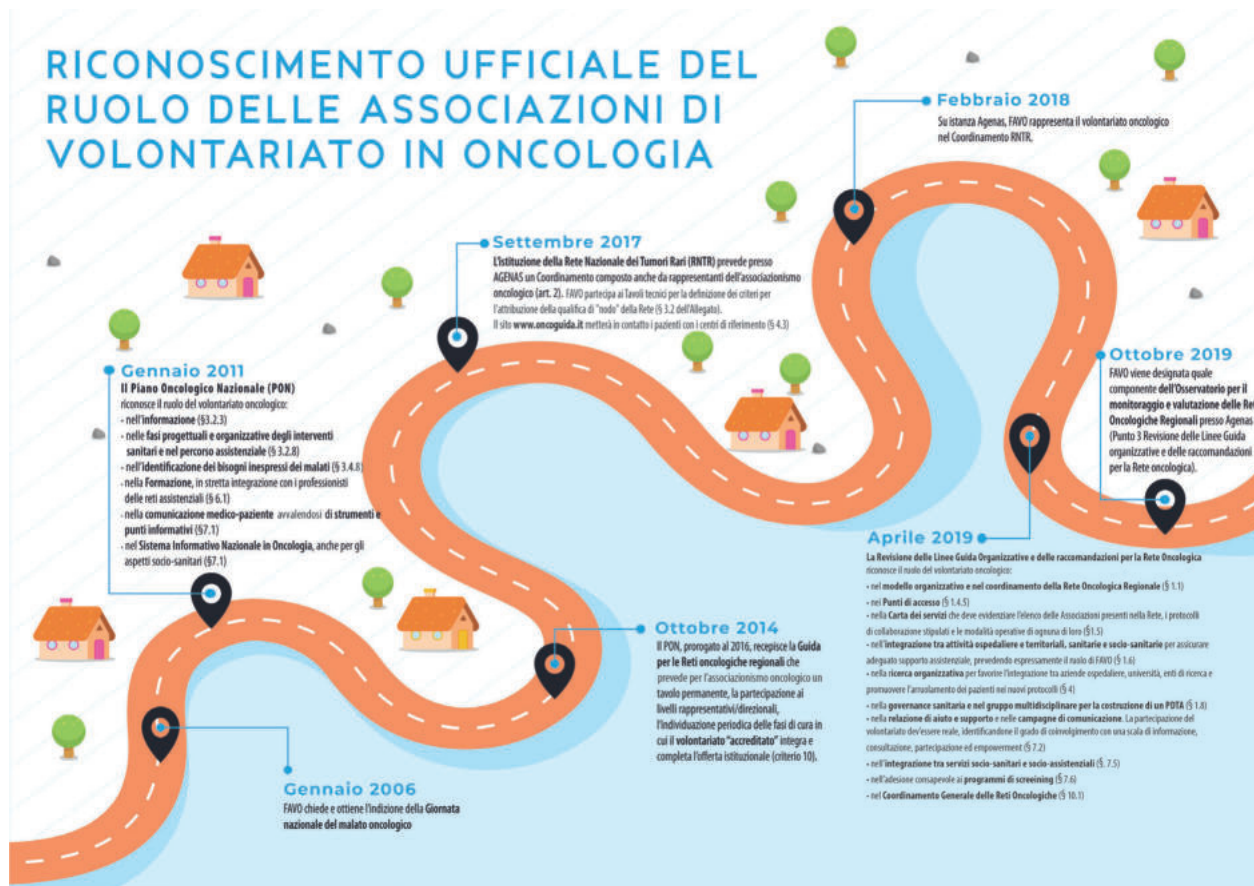 RICONOSCIMENTO UFFICIALE DEL
RUOLO DELLE ASSOCIAZIONI DI
VOLONTARIATO IN ONCOLOGIA
Gennaio 2006
FAVO chiede e ottiene l'indizione della Giornata
nazionale del malato oncologico
Gennaio 2011
Il Piano Oncologico Nazionale (PON)
riconosce il ruolo del volontariato oncologico:
- nell'informazione (§3.2.3)
- nelle fasi progettuali e organizzative degli interventi
sanitari e nel percorso assistenziale (§ 3.2.8)
- nell'identificazione dei bisogni inespressi dei malati (§ 3.4.8)
- nella Formazione, in stretta integrazione con i professionisti
delle reti assistenziali (§ 6.1)
- nella comunicazione medico-paziente avvalendosi di strumenti e
punti informativi (§7.1)
- nel Sistema Informativo Nazionale in Oncologia, anche per gli
aspetti socio-sanitari (§7.1)
Ottobre 2014
Il PON, prorogato al 2016, recepisce la Guida
per le Reti oncologiche regionali che
prevede per l'associazionismo oncologico un
tavolo permanente, la partecipazione ai
livelli rappresentativi/direzionali,
l'individuazione periodica delle fasi di cura in
cui il volontariato "accreditato" integra e
completa l'offerta istituzionale (criterio 10).
Settembre 2017
L'istituzione della Rete Nazionale dei Tumori Rari (RNTR) prevede presso
AGENAS un Coordinamento composto anche da rappresentanti dell'associazionismo
oncologico (art. 2). FAVO partecipa ai Tavoli tecnici per la definizione dei criteri per
l'attribuzione della qualifica di "nodo" della Rete (§ 3.2 dell'Allegato).
Il sito www.oncoguida.it metterà in contatto i pazienti con i centri di riferimento (§ 4.3)
Febbraio 2018
Su istanza Agenas, FAVO rappresenta il volontariato oncologico
nel Coordinamento RNTR.
Aprile 2019
La Revisione delle Linee Guida Organizzative e delle raccomandazioni per la Rete Oncologica
riconosce il ruolo del volontariato oncologico:
• nel modello organizzativo e nel coordinamento della Rete Oncologica Regionale (§ 1.1)
• nei Punti di accesso (§ 1.4.5)
• nella Carta dei servizi che deve evidenziare l'elenco delle Associazioni presenti nella Rete, i protocolli
di collaborazione stipulati e le modalità operative di ognuna di loro (§1.5)
• nell'integrazione tra attività ospedaliere e territoriali, sanitarie e socio-sanitarie per assicurare
adeguato supporto assistenziale, prevedendo espressamente il ruolo di FAVO (§ 1.6)
• nella ricerca organizzativa per favorire l'integrazione tra aziende ospedaliere, università, enti di ricerca e
promuovere l'arruolamento dei pazienti nei nuovi protocolli (§ 4)
• nella governance sanitaria e nel gruppo multidisciplinare per la costruzione di un PDTA (§ 1.8)
• nella relazione di aiuto e supporto e nelle campagne di comunicazione. La partecipazione del
volontariato dev'essere reale, identificandone il grado di coinvolgimento con una scala di informazione,
consultazione, partecipazione ed empowerment (§ 7.2)
• nell'integrazione tra servizi socio-sanitari e socio-assistenziali (§. 7.5)
• nell'adesione consapevole ai programmi di screeining (§ 7.6)
• nel Coordinamento Generale delle Reti Oncologiche (§ 10.1)
Ottobre 2019
FAVO viene designata quale
componente dell'Osservatorio per il
monitoraggio e valutazione delle
Oncologiche Regionali presso Agenas
(Punto 3 Revisione delle Linee Guida
organizzative e delle raccomandazioni
per la Rete oncologica).